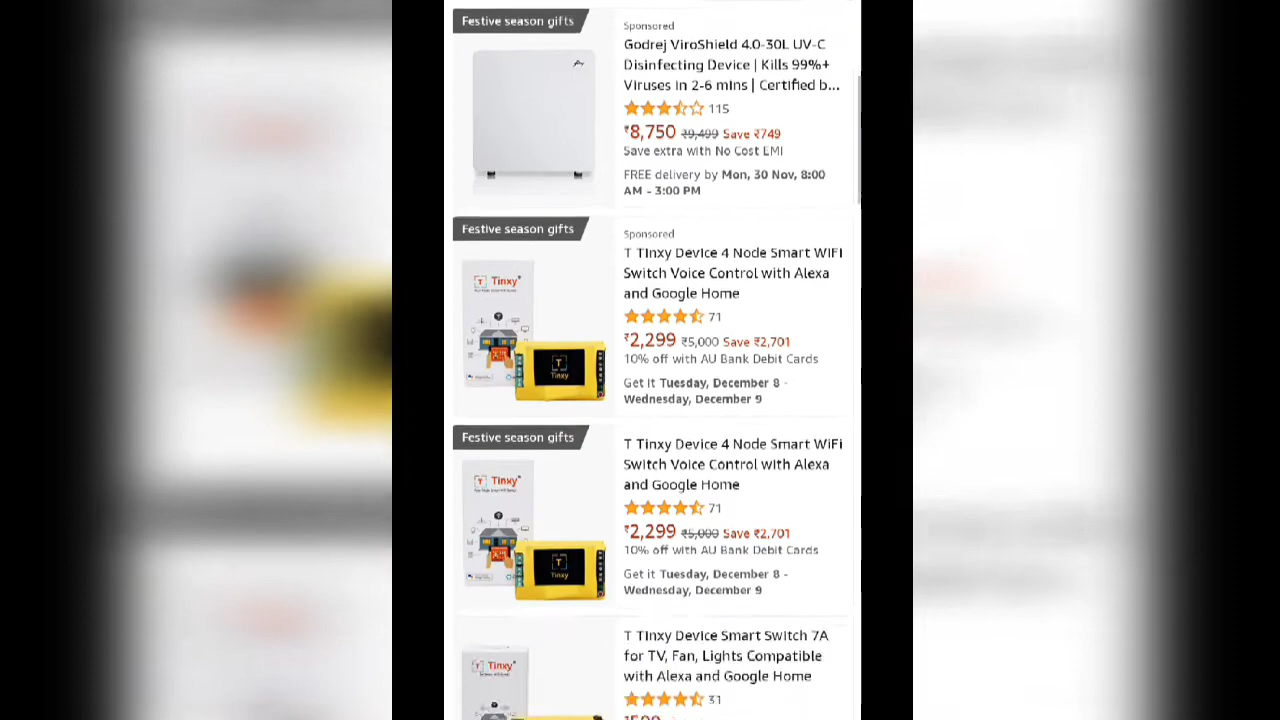 Festive season gifts
Sponsored
Godrej ViroShield 4.0-30L UV-C
Disinfecting Device | Kills 99%+
Viruses in 2-6 mins | Certified b...
115
₹8,750 ₹9,499 Save ₹749
Save extra with No Cost EMI
FREE delivery by Mon, 30 Nov, 8:00
AM - 3:00 PM
Festive season gifts
Sponsored
T Tinxy Device 4 Node Smart WiFi
Switch Voice Control with Alexa
and Google Home
71
₹2,299 ₹5,000 Save ₹2,701
10% off with AU Bank Debit Cards
Get it Tuesday, December 8 -
Wednesday, December 9
Tinxy
T
Tinxy
Festive season gifts
T Tinxy Device 4 Node Smart WiFi
Switch Voice Control with Alexa
and Google Home
71
₹2,299 ₹5,000 Save ₹2,701
10% off with AU Bank Debit Cards
Get it Tuesday, December 8 -
Wednesday, December 9
Tinxy
T
Tinxy
T Tinxy Device Smart Switch 7A
for TV, Fan, Lights Compatible
with Alexa and Google Home
31
Tinxy